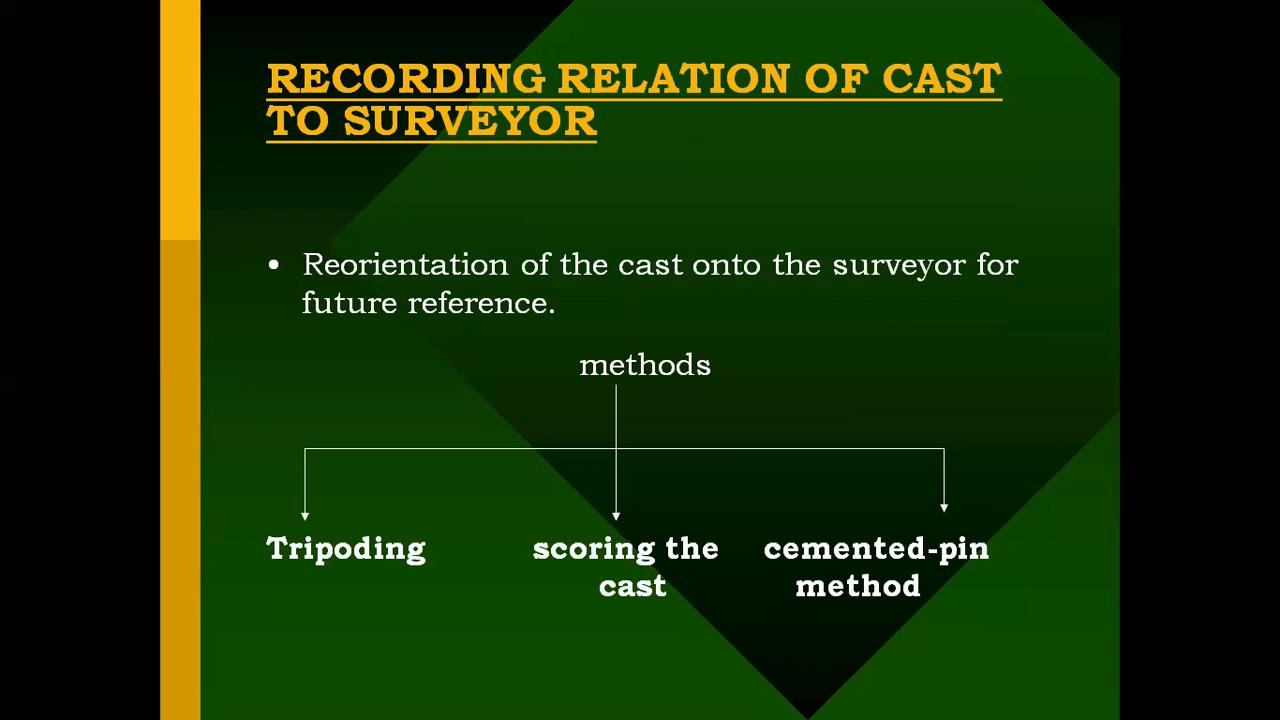 RECORDING RELATION OF CAST
TO SURVEYOR
• Reorientation of the cast onto the surveyor for
future reference.
methods
Tripoding scoring the cemented-pin
cast method